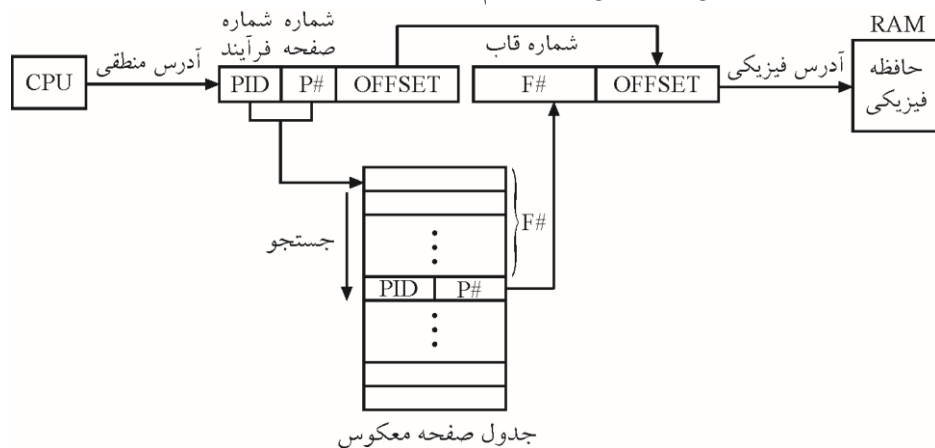 RAM
شماره شماره
فرآیند صفحه
شماره قاب
آدرس منطقی
آدرس فیزیکی
CPU
PID P# OFFSET
F# OFFSET
حافظه
فیزیکی
جستجو
F#
PID P#
جدول صفحه معکوس